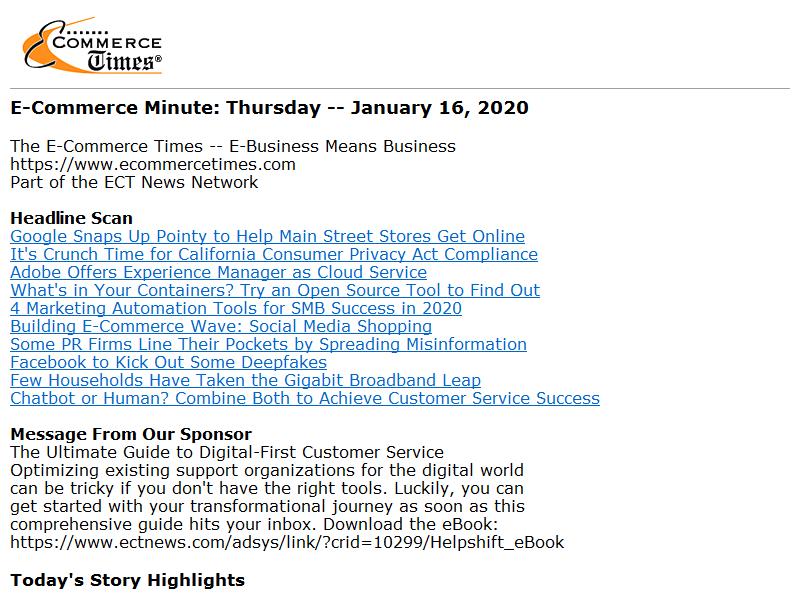 E-COMMERCE
Times®
E-Commerce Minute: Thursday -- January 16, 2020
The E-Commerce Times -- E-Business Means Business
https://www.ecommercetimes.com
Part of the ECT News Network
Headline Scan
Google Snaps Up Pointy to Help Main Street Stores Get Online
It's Crunch Time for California Consumer Privacy Act Compliance
Adobe Offers Experience Manager as Cloud Service
What's in Your Containers? Try an Open Source Tool to Find Out
4 Marketing Automation Tools for SMB Success in 2020
Building E-Commerce Wave: Social Media Shopping
Some PR Firms Line Their Pockets by Spreading Misinformation
Facebook to Kick Out Some Deepfakes
Few Households Have Taken the Gigabit Broadband Leap
Chatbot or Human? Combine Both to Achieve Customer Service Success
Message From Our Sponsor
The Ultimate Guide to Digital-First Customer Service
Optimizing existing support organizations for the digital world
can be tricky if you don't have the right tools. Luckily, you can
get started with your transformational journey as soon as this
comprehensive guide hits your inbox. Download the eBook:
https://www.ectnews.com/adsys/link/?crid=10299/Helpshift_eBook
Today's Story Highlights